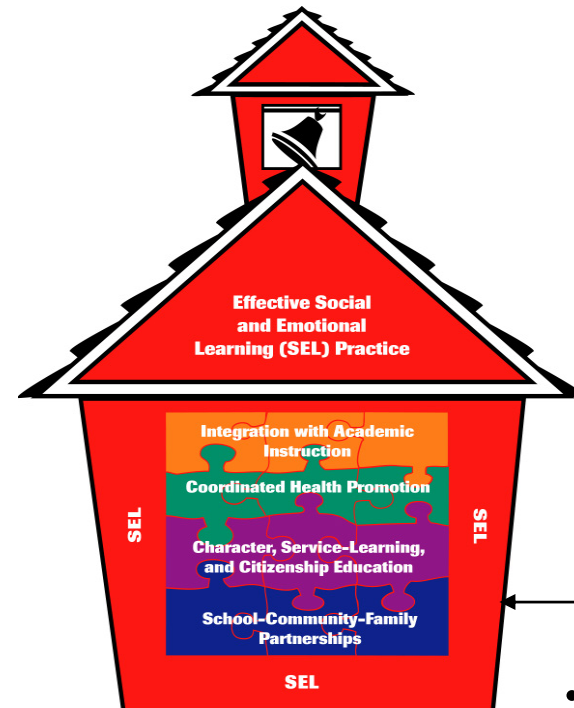 Effective Social
and Emotional
Learning (SEL) Practice
Integration with Academic
Instruction
Coordinated Health Promotion
SEL
SEL
Character, Service-Learning,
and Citizenship Education
School-Community-Family
Partnerships
SEL